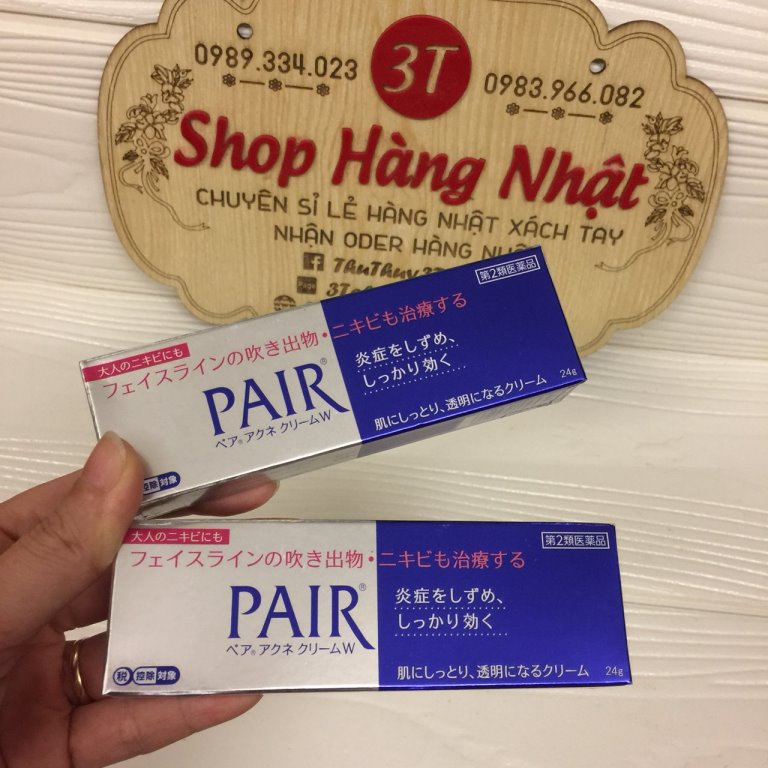 0989.334.023
3T
0983.966.082
Shop Hàng Nhật
CHUYÊN SỈ LẺ HÀNG NHẬT XÁCH TAY
NHẬN ODER HÀNG
f
Page
第2類医薬品
大人のニキビにも
フェイスラインの吹き出物・ニキビも治療する
炎症をしずめ、
しっかり効く
PAIR®
ペア® アクネ クリームW
肌にしっとり、透明になるクリーム
24g
控除 対象
大人のニキビにも
第2類医薬品
フェイスラインの吹き出物・ニキビも治療する
炎症をしずめ、
しっかり効く
PAIR®
ペア® アクネ クリームW
税 控除 対象
肌にしっとり、透明になるクリーム
24g